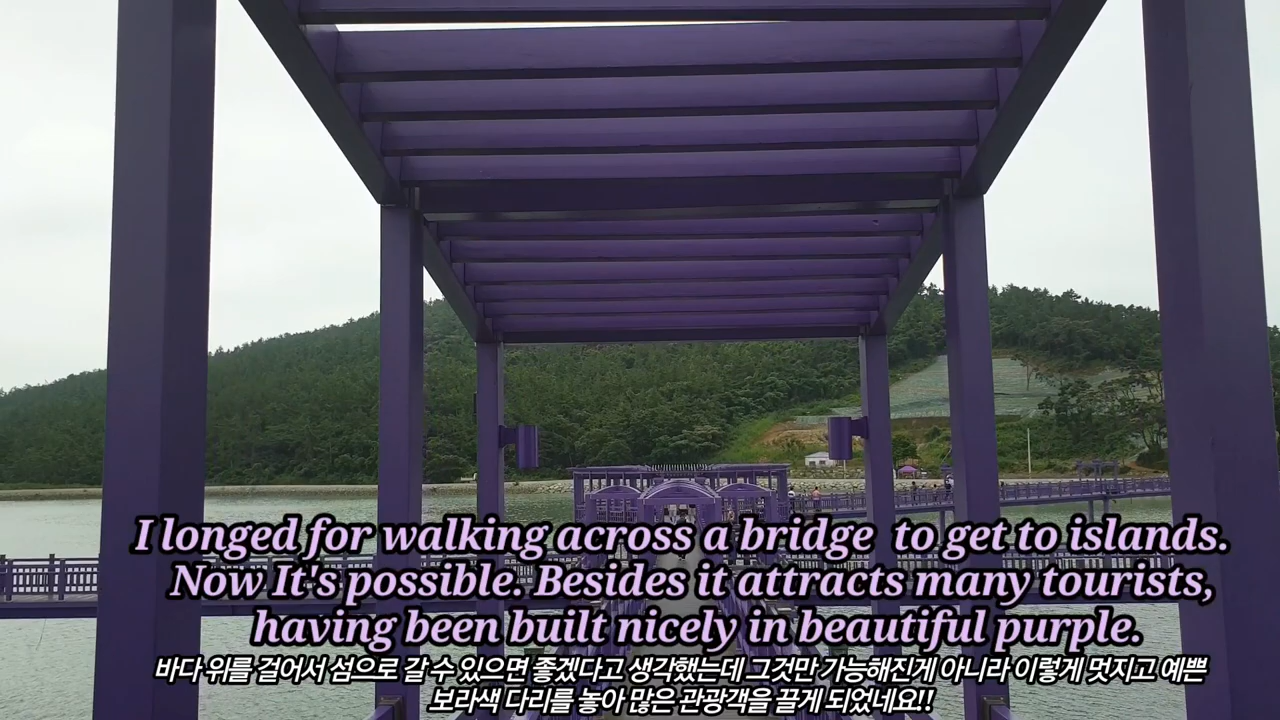 I longed for walking across a bridge to get to islands.
Now It's possible. Besides it attracts many tourists,
having been built nicely in beautiful purple.
바다 위를 걸어서 섬으로 갈 수 있으면 좋겠다고 생각했는데 그것만 가능해진게 아니라 이렇게 멋지고 예쁜
보라색 다리를 놓아 많은 관광객을 끌게 되었네요!!